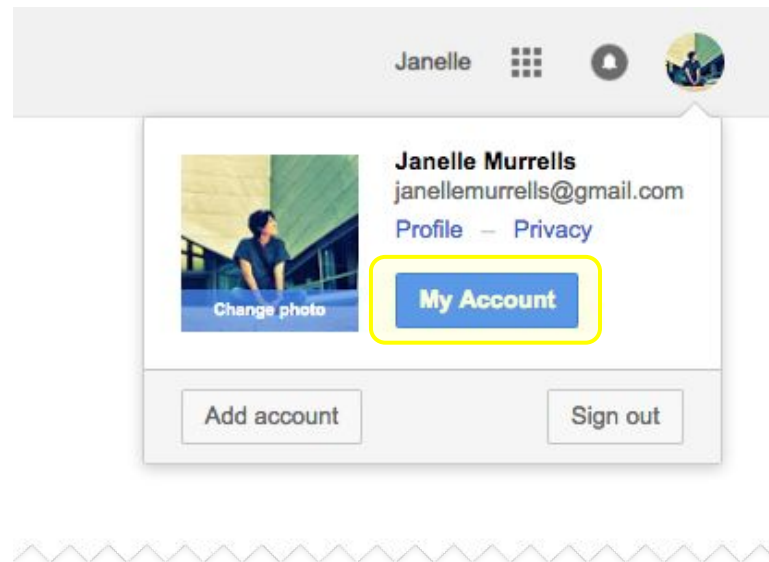 Janelle
Janelle Murrells
janellemurrells@gmail.com
Profile – Privacy
Change photo
My Account
Add account
Sign out